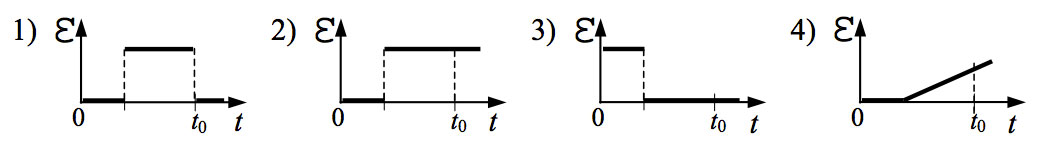 1) ℰ 0 t₀ t
2) ℰ 0 t₀ t
3) ℰ 0 t₀ t
4) ℰ 0 t₀ t